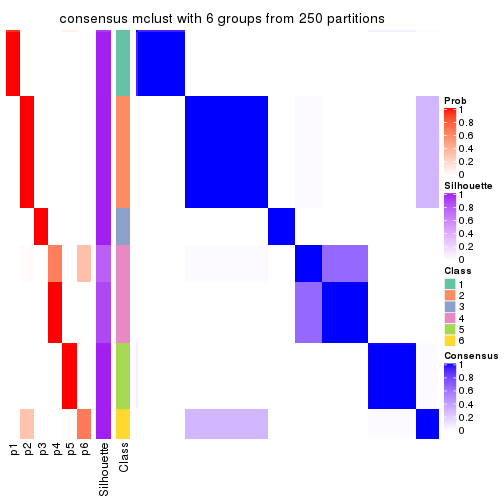 consensus mclust with 6 groups from 250 partitions
Prob
1
0.8
0.6
0.4
0.2
0
Silhouette
1
0.8
0.6
0.4
0.2
0
Class
1
2
3
4
5
6
Consensus
1
0.8
0.6
0.4
0.2
0
p1
p2
p3
p4
p5
p6
Silhouette
Class